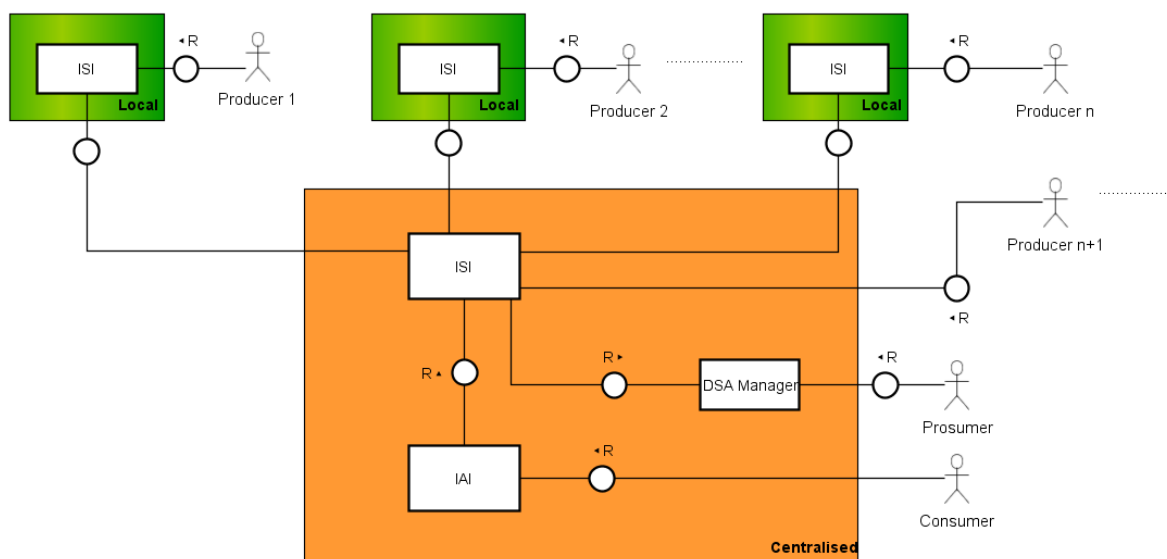 ◂ R
ISI
Local
Producer 1
◂ R
ISI
Local
Producer 2
◂ R
ISI
Local
Producer n
ISI
Producer n+1
◂ R
R ▴
R ▸
DSA Manager
◂ R
Prosumer
IAI
◂ R
Consumer
Centralised